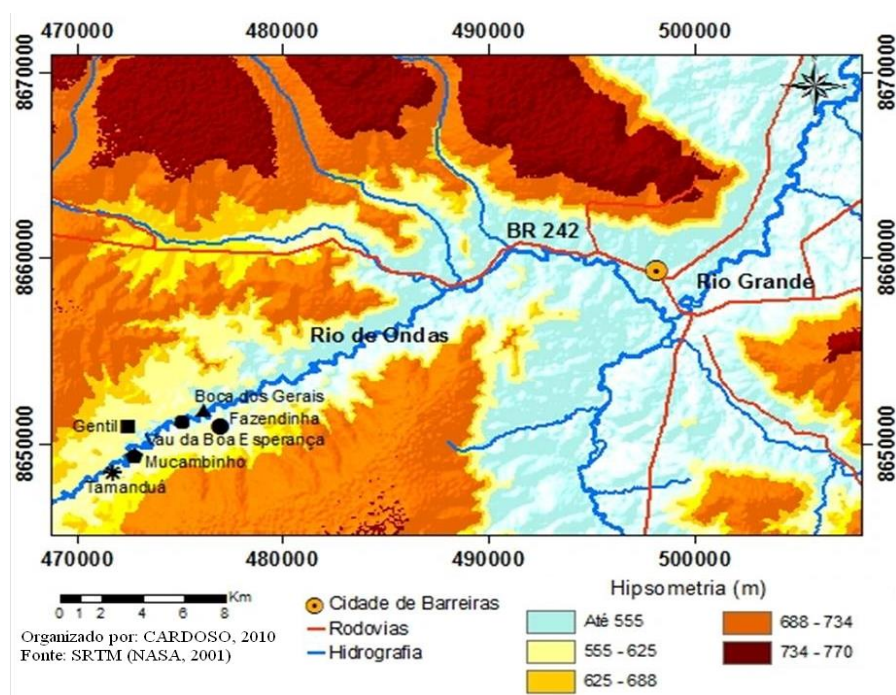 470000 480000 490000 500000
8670000 8670000
BR 242
8660000 8660000
Rio Grande
Rio de Ondas
Boca dos Gerais
Gentil Fazendinha
Vau da Boa Esperança
8650000 8650000
Mucambinho
Tamanduá
470000 480000 490000 500000
Km
0 1 2 4 6 8
Organizado por: CARDOSO, 2010
Fonte: SRTM (NASA, 2001)
Cidade de Barreiras
Rodovias
Hidrografia
Hipsometria (m)
Até 555 688 - 734
555 - 625 734 - 770
625 - 688